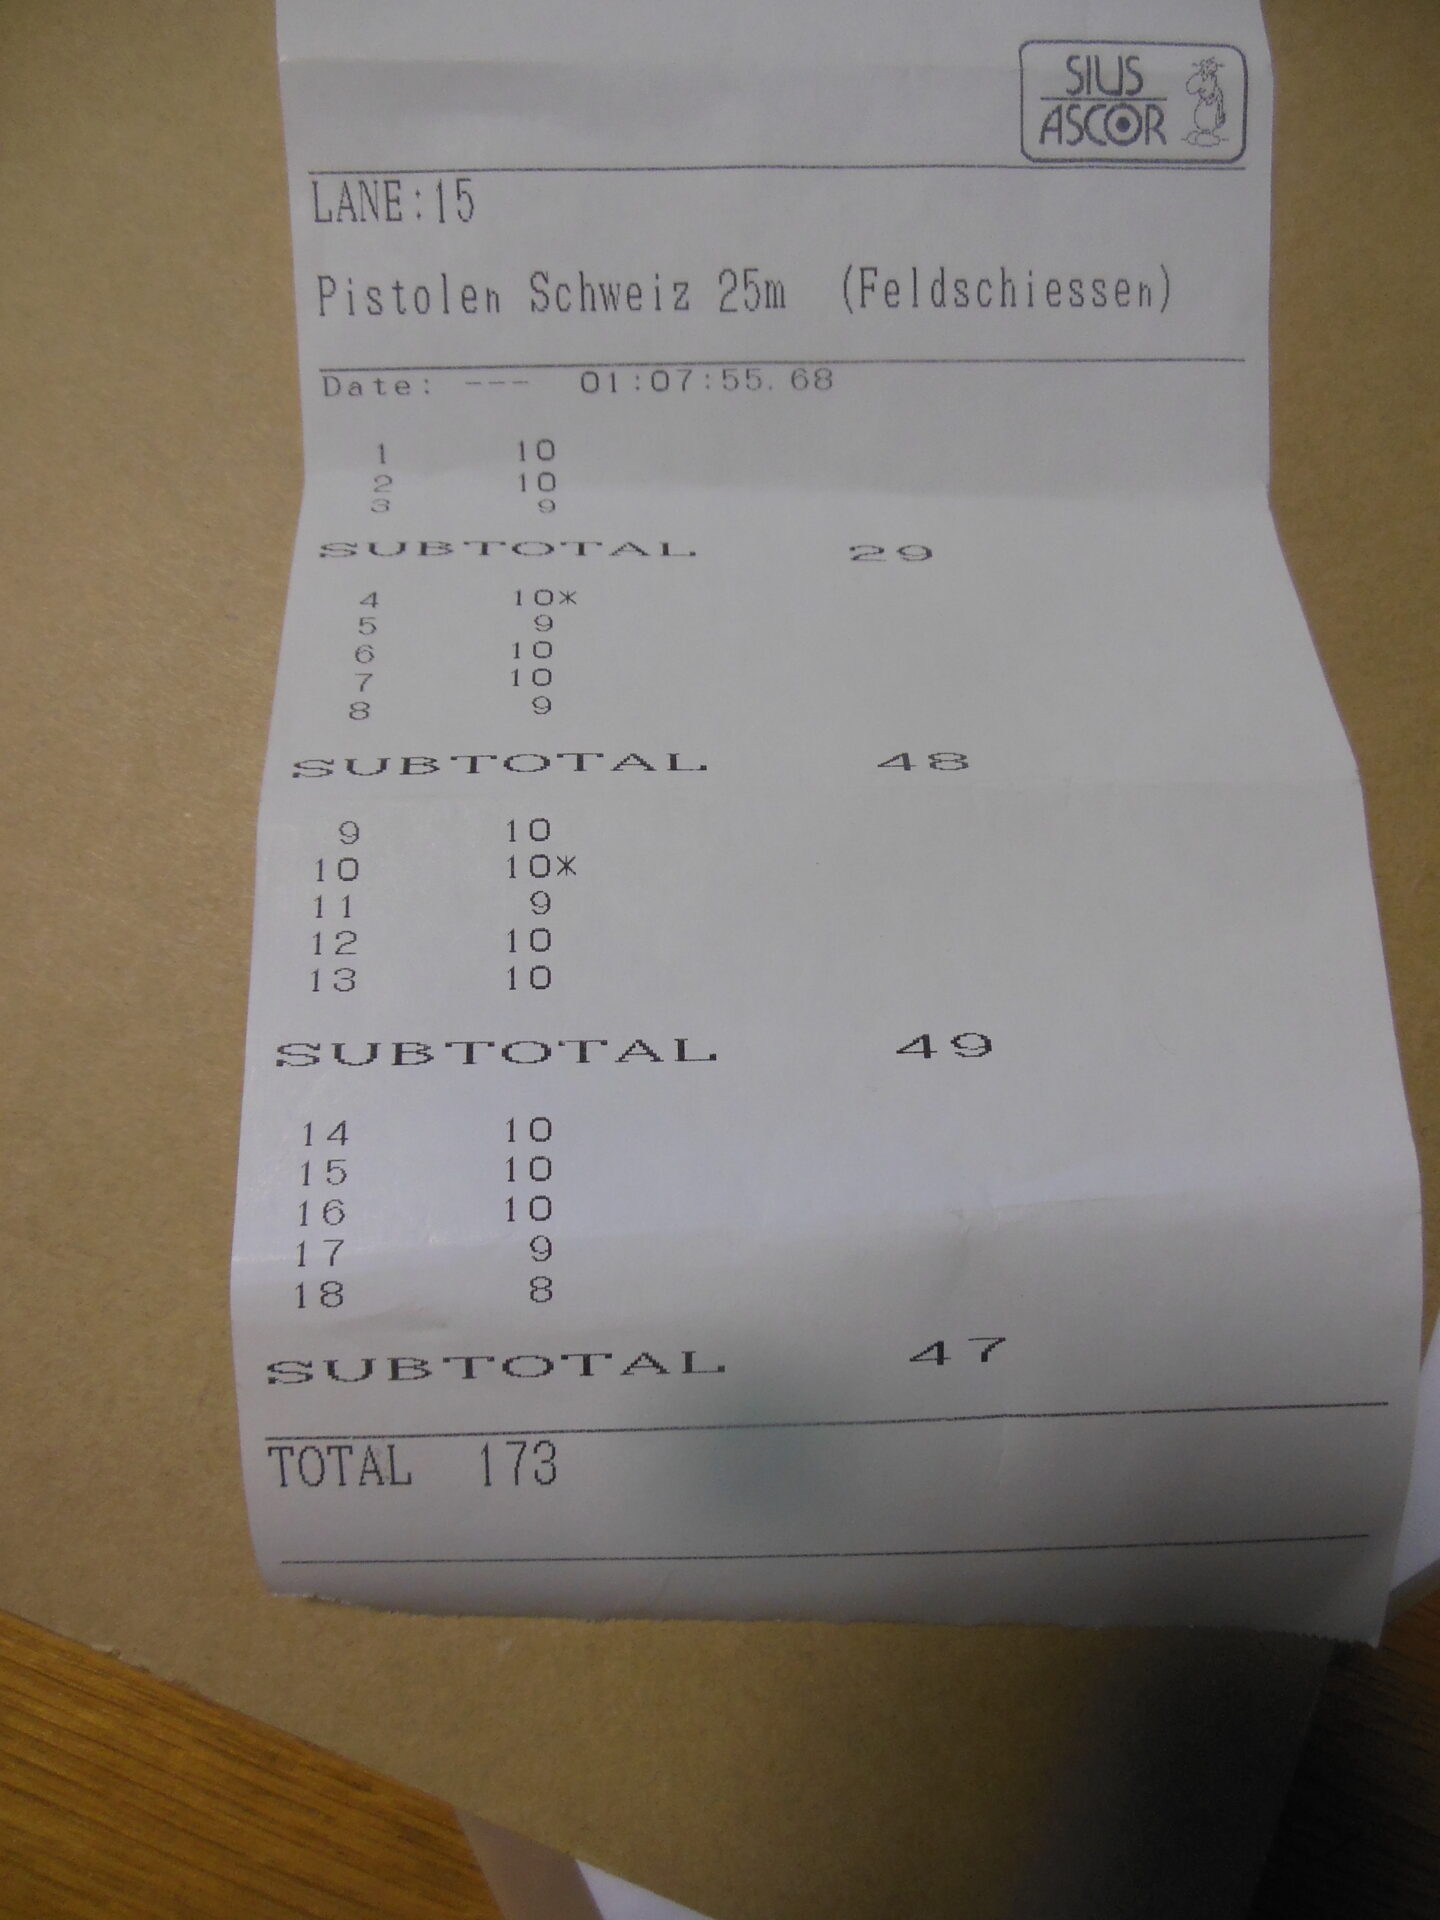 SIUS
ASCOR
LANE:15
Pistolen Schweiz 25m (Feldschiessen)
Date: --- 01:07:55.68
1 10
2 10
3 9
SUBTOTAL 29
4 10*
5 9
6 10
7 10
8 9
SUBTOTAL 48
9 10
10 10*
11 9
12 10
13 10
SUBTOTAL 49
14 10
15 10
16 10
17 9
18 8
SUBTOTAL 47
TOTAL 173